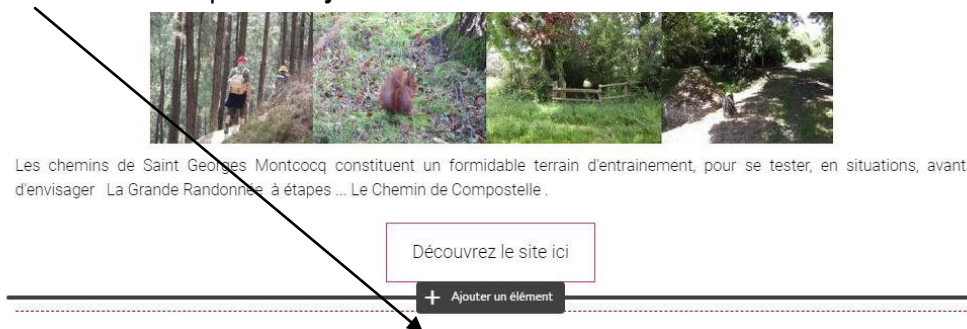 Les chemins de Saint Georges Montcocq constituent un formidable terrain d'entrainement, pour se tester, en situations, avant
d'envisager La Grande Randonnée à étapes ... Le Chemin de Compostelle .
Découvrez le site ici
+ Ajouter un élément